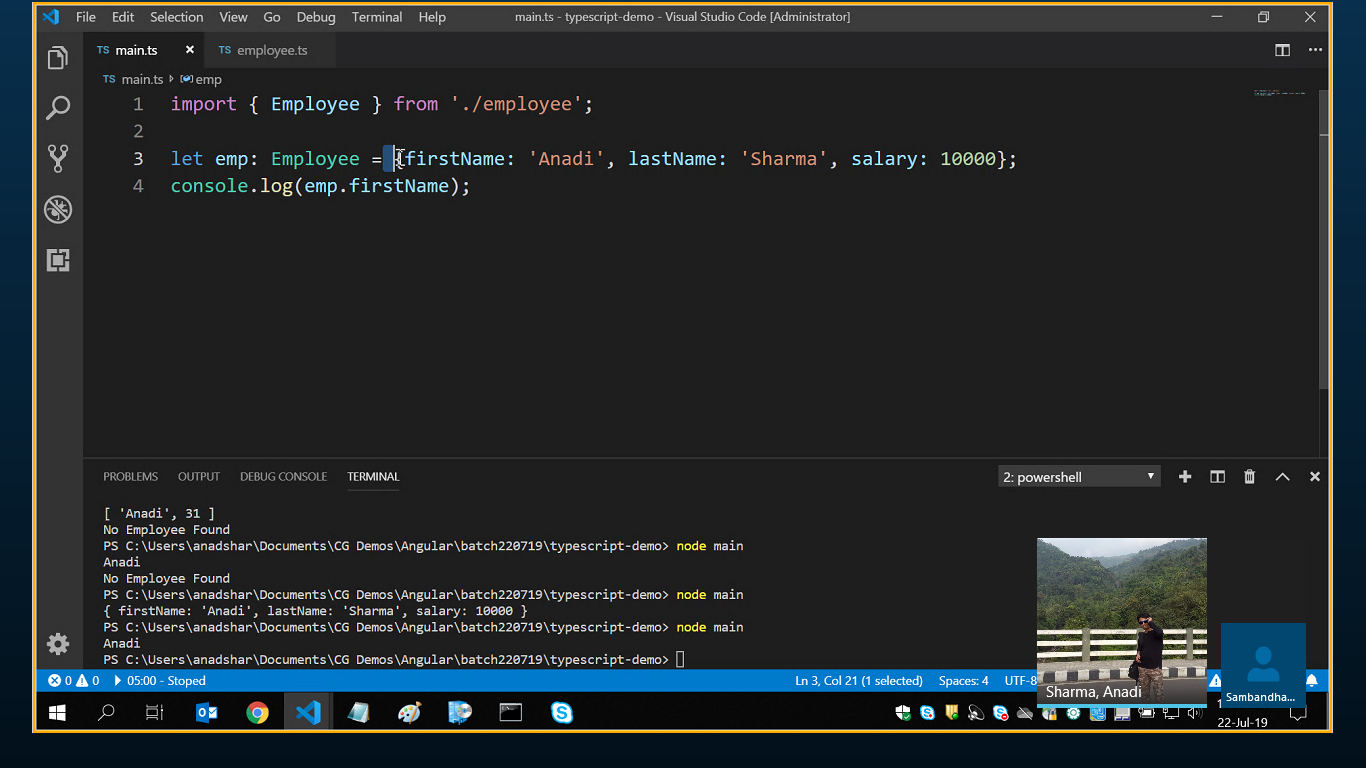 File Edit Selection View Go Debug Terminal Help main.ts - typescript-demo - Visual Studio Code [Administrator]
TS main.ts × TS employee.ts
TS main.ts emp
1 import { Employee } from './employee';
2
3 let emp: Employee = {firstName: 'Anadi', lastName: 'Sharma', salary: 10000};
4 console.log(emp.firstName);
PROBLEMS OUTPUT DEBUG CONSOLE TERMINAL 2: powershell
[ 'Anadi', 31 ]
No Employee Found
PS C:\Users\anadshar\Documents\CG Demos\Angular\batch220719\typescript-demo> node main
Anadi
No Employee Found
PS C:\Users\anadshar\Documents\CG Demos\Angular\batch220719\typescript-demo> node main
{ firstName: 'Anadi', lastName: 'Sharma', salary: 10000 }
PS C:\Users\anadshar\Documents\CG Demos\Angular\batch220719\typescript-demo> node main
Anadi
PS C:\Users\anadshar\Documents\CG Demos\Angular\batch220719\typescript-demo>
0 0 05:00 - Stoped Ln 3, Col 21 (1 selected) Spaces: 4 UTF-8
Sharma, Anadi
Sambandha...
22-Jul-19